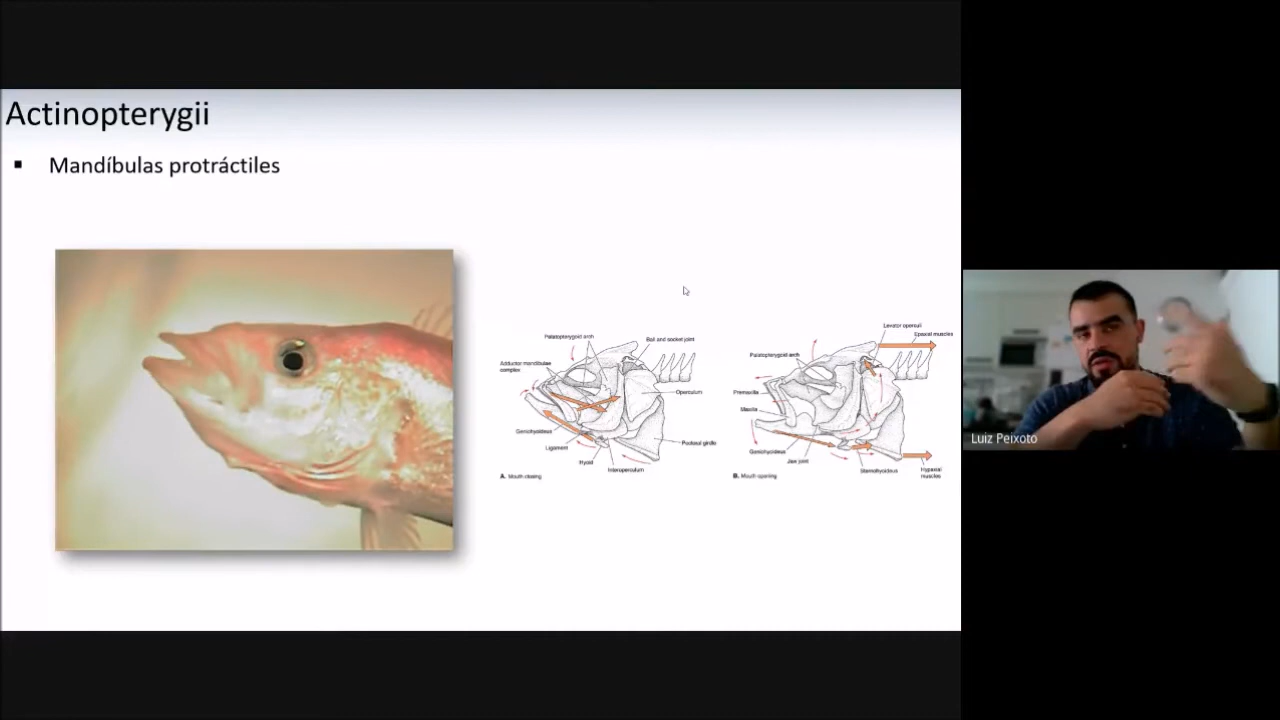 Actinopterygii
▪ Mandíbulas protráctiles
Palatopterygoid arch
Ball and socket joint
Adductor mandibulae
complex
Operculum
Geniohyoideus
Ligament
Hyoid
Interoperculum
Pectoral girdle
A. Mouth closing
Levator operculi
Epaxial muscles
Palatopterygoid arch
Premaxilla
Maxilla
Geniohyoideus
Jaw joint
Sternohyoideus
Hypaxial
muscles
B. Mouth opening
Luiz Peixoto